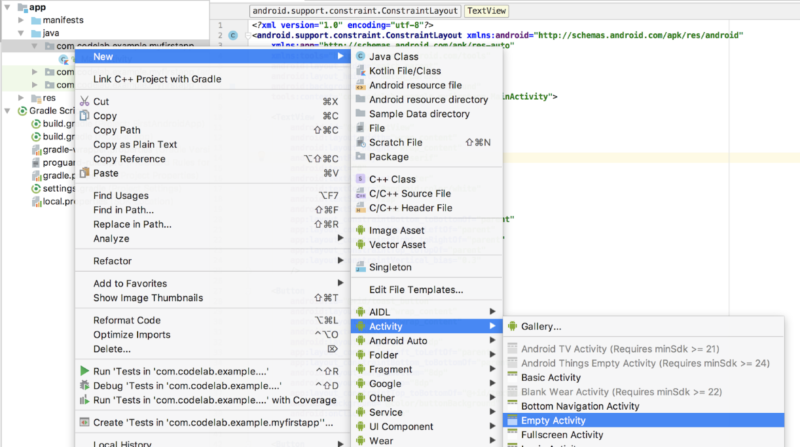 app
manifests
java
com.codelab.example.myfirstapp
com
com
res
Gradle Scri
build.gr
build.gr
gradle-v
proguar
gradle.p
settings
local.pro
android.support.constraint.ConstraintLayout
TextView
1
2
<?xml version="1.0" encoding="utf-8"?>
<android.support.constraint.ConstraintLayout xmlns:android="http://schemas.android.com/apk/res/android"
xmlns:app="http://schemas.android.com/apk/res-auto"
inActivity">
New
Link C++ Project with Gradle
Cut ⌘X
Copy ⌘C
Copy Path ⇧⌘C
Copy as Plain Text
Copy Reference ⌥⇧⌘C
Paste ⌘V
Find Usages ⌥F7
Find in Path... ⇧⌘F
Replace in Path... ⇧⌘R
Analyze
Refactor
Add to Favorites
Show Image Thumbnails ⇧⌘T
Reformat Code ⌥⌘L
Optimize Imports ^⌥O
Delete... ⌦
Run 'Tests in 'com.codelab.example....'' ^⇧R
Debug 'Tests in 'com.codelab.example....'' ^⇧D
Run 'Tests in 'com.codelab.example....'' with Coverage
Create 'Tests in 'com.codelab.example.myfirstapp''...
Local History
Java Class
Kotlin File/Class
Android resource file
Android resource directory
Sample Data directory
File
Scratch File ⇧⌘N
Package
C++ Class
C/C++ Source File
C/C++ Header File
Image Asset
Vector Asset
Singleton
Edit File Templates...
AIDL
Activity
Android Auto
Folder
Fragment
Google
Other
Service
UI Component
Wear
Gallery...
Android TV Activity (Requires minSdk >= 21)
Android Things Empty Activity (Requires minSdk >= 24)
Basic Activity
Blank Wear Activity (Requires minSdk >= 22)
Bottom Navigation Activity
Empty Activity
Fullscreen Activity